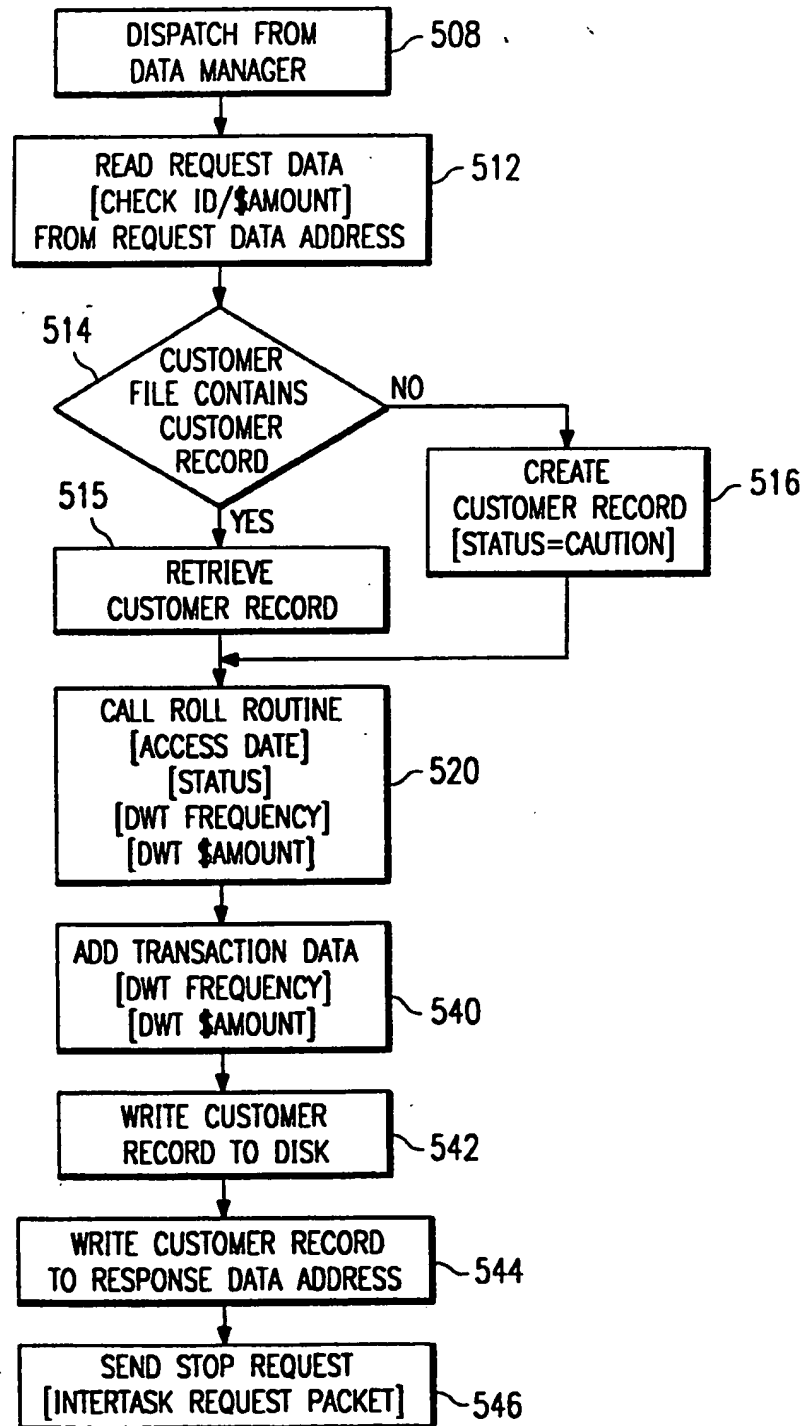 DISPATCH FROM
DATA MANAGER
508
READ REQUEST DATA
[CHECK ID/$AMOUNT]
FROM REQUEST DATA ADDRESS
512
514
CUSTOMER
FILE CONTAINS
CUSTOMER
RECORD
NO
YES
CREATE
CUSTOMER RECORD
[STATUS=CAUTION]
516
515
RETRIEVE
CUSTOMER RECORD
CALL ROLL ROUTINE
[ACCESS DATE]
[STATUS]
[DWT FREQUENCY]
[DWT $AMOUNT]
520
ADD TRANSACTION DATA
[DWT FREQUENCY]
[DWT $AMOUNT]
540
WRITE CUSTOMER
RECORD TO DISK
542
WRITE CUSTOMER RECORD
TO RESPONSE DATA ADDRESS
544
SEND STOP REQUEST
[INTERTASK REQUEST PACKET]
546